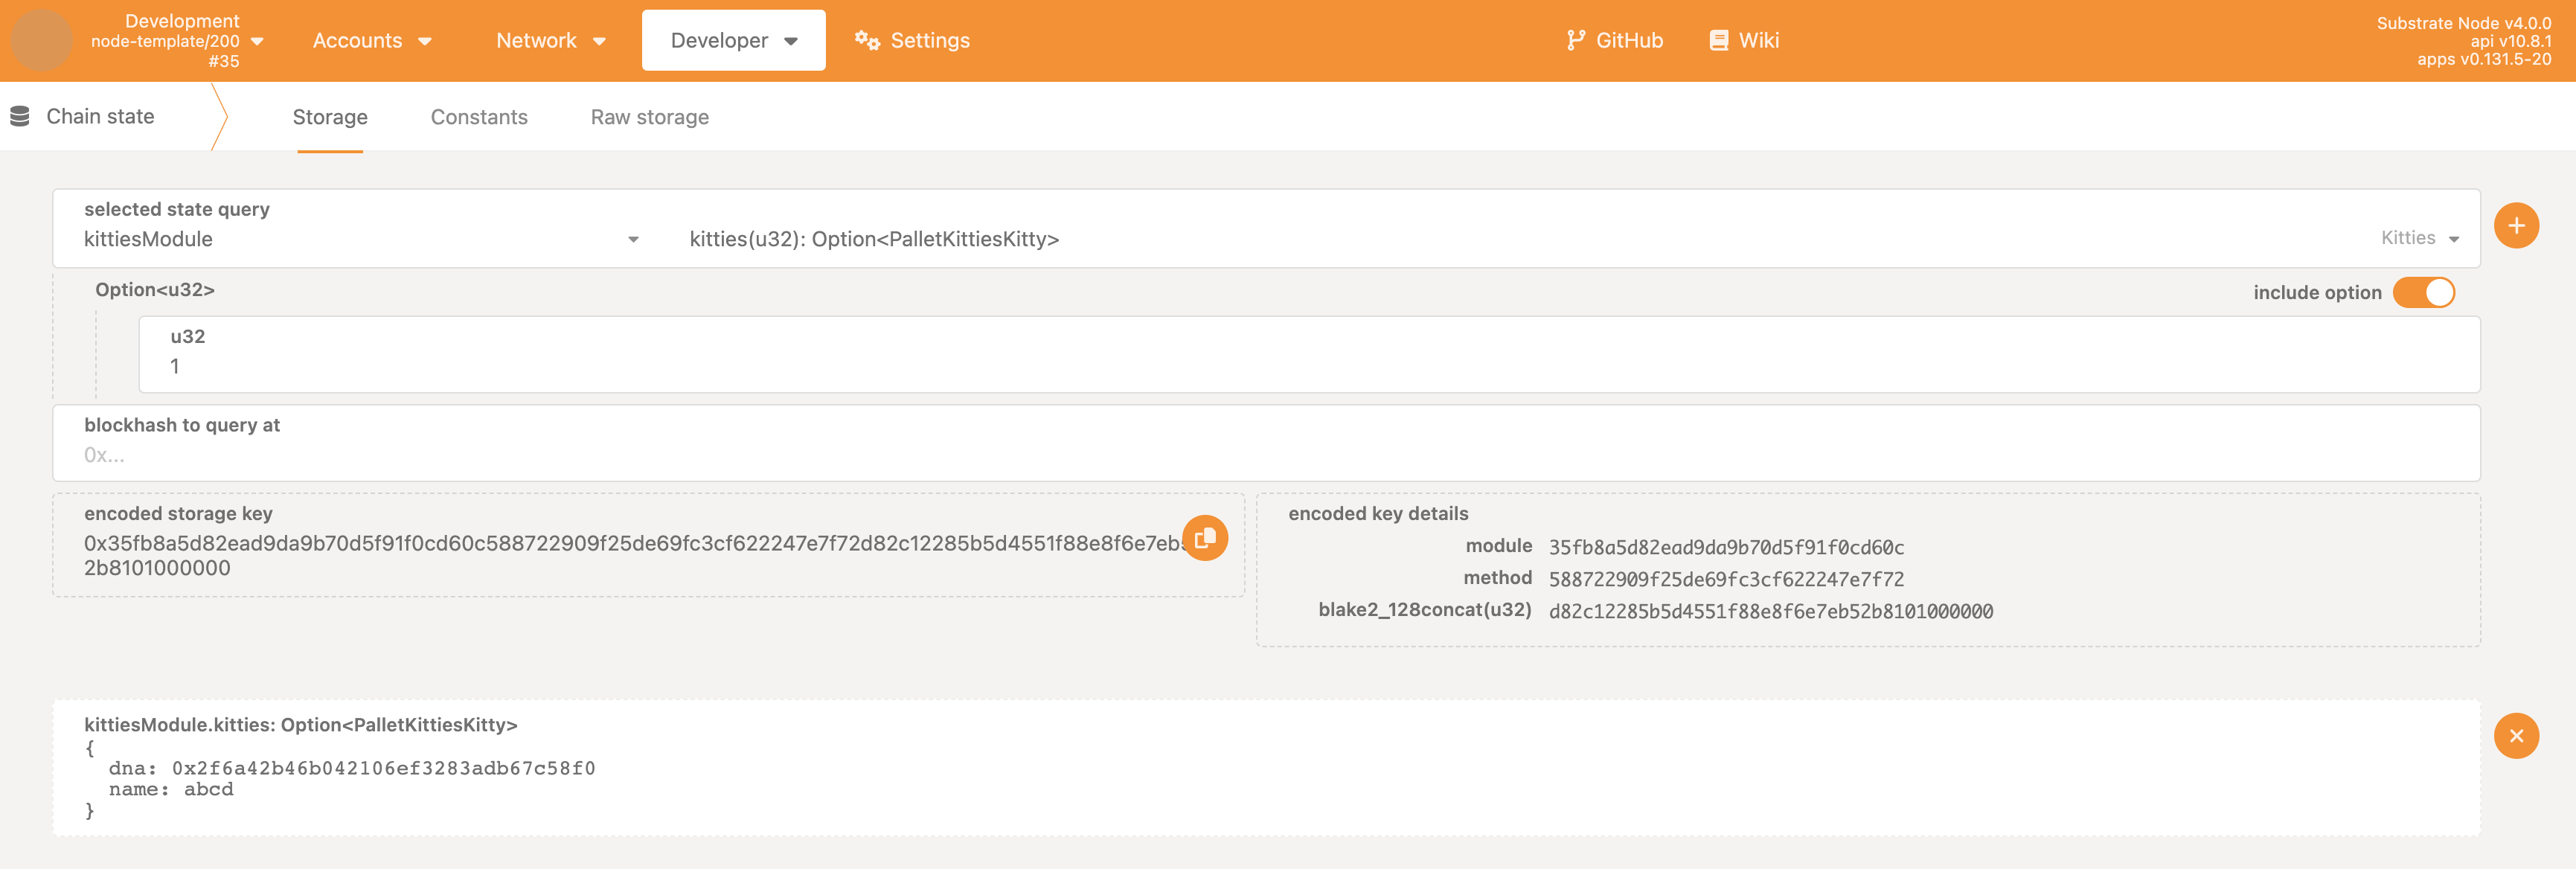 Development
node-template/200
#35
Accounts
Network
Developer
Settings
GitHub
Wiki
Substrate Node v4.0.0
api v10.8.1
apps v0.131.5-20
Chain state
Storage
Constants
Raw storage
selected state query
kittiesModule
kitties(u32): Option<PalletKittiesKitty>
Kitties
Option<u32>
include option
u32
1
blockhash to query at
0x...
encoded storage key
0x35fb8a5d82ead9da9b70d5f91f0cd60c588722909f25de69fc3cf622247e7f72d82c12285b5d4551f88e8f6e7eb5
2b8101000000
encoded key details
module 35fb8a5d82ead9da9b70d5f91f0cd60c
method 588722909f25de69fc3cf622247e7f72
blake2_128concat(u32) d82c12285b5d4551f88e8f6e7eb52b8101000000
kittiesModule.kitties: Option<PalletKittiesKitty>
{
dna: 0x2f6a42b46b042106ef3283adb67c58f0
name: abcd
}